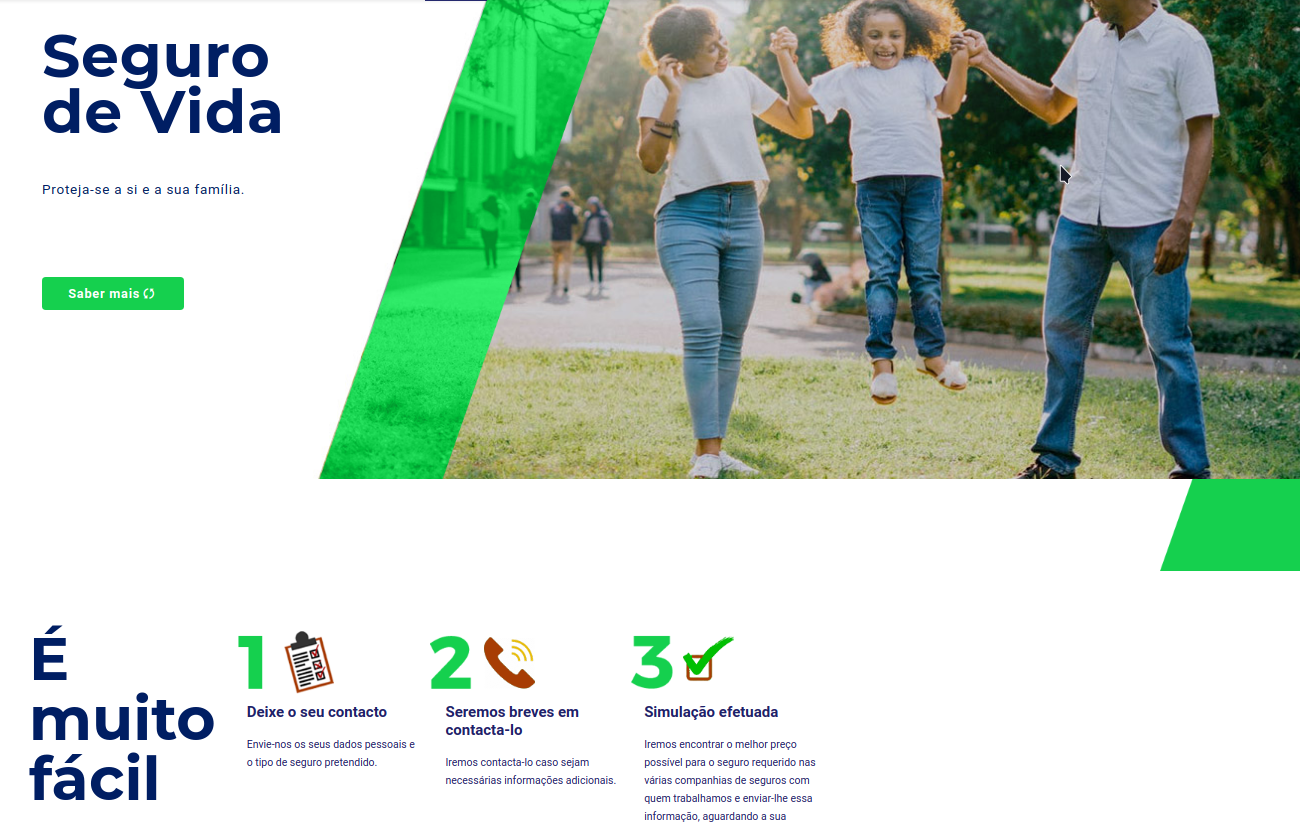 Seguro
de Vida
Proteja-se a si e a sua família.
Saber mais
É
muito
fácil
1
Deixe o seu contacto
Envie-nos os seus dados pessoais e
o tipo de seguro pretendido.
2
Seremos breves em
contacta-lo
Iremos contacta-lo caso sejam
necessárias informações adicionais.
3
Simulação efetuada
Iremos encontrar o melhor preço
possível para o seguro requerido nas
várias companhias de seguros com
quem trabalhamos e enviar-lhe essa
informação, aguardando a sua